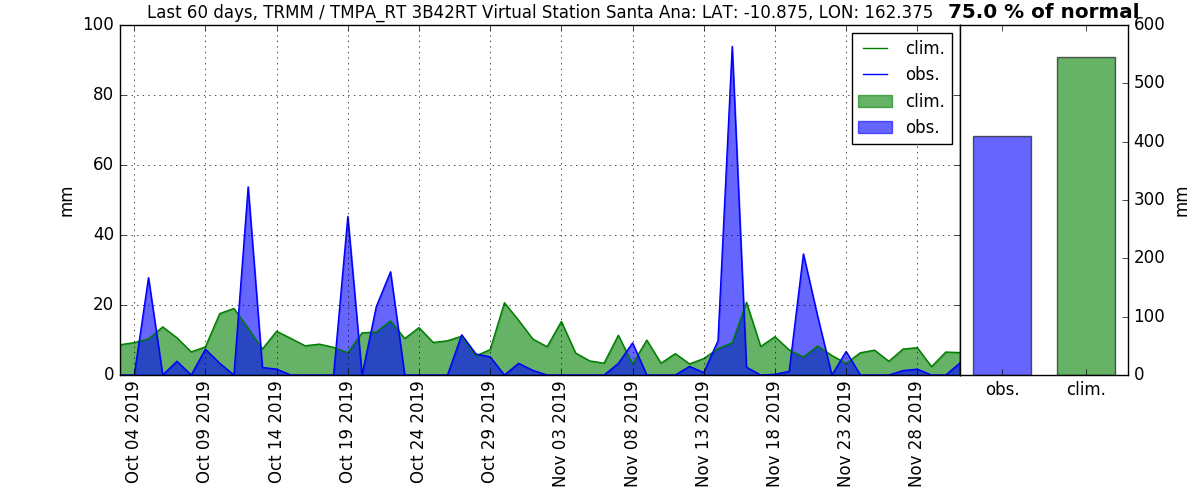 Last 60 days, TRMM / TMPA_RT 3B42RT Virtual Station Santa Ana: LAT: -10.875, LON: 162.375
75.0 % of normal
100
80
60
40
20
0
mm
clim.
obs.
clim.
obs.
600
500
400
300
200
100
0
mm
obs.
clim.
Oct 04 2019
Oct 09 2019
Oct 14 2019
Oct 19 2019
Oct 24 2019
Oct 29 2019
Nov 03 2019
Nov 08 2019
Nov 13 2019
Nov 18 2019
Nov 23 2019
Nov 28 2019